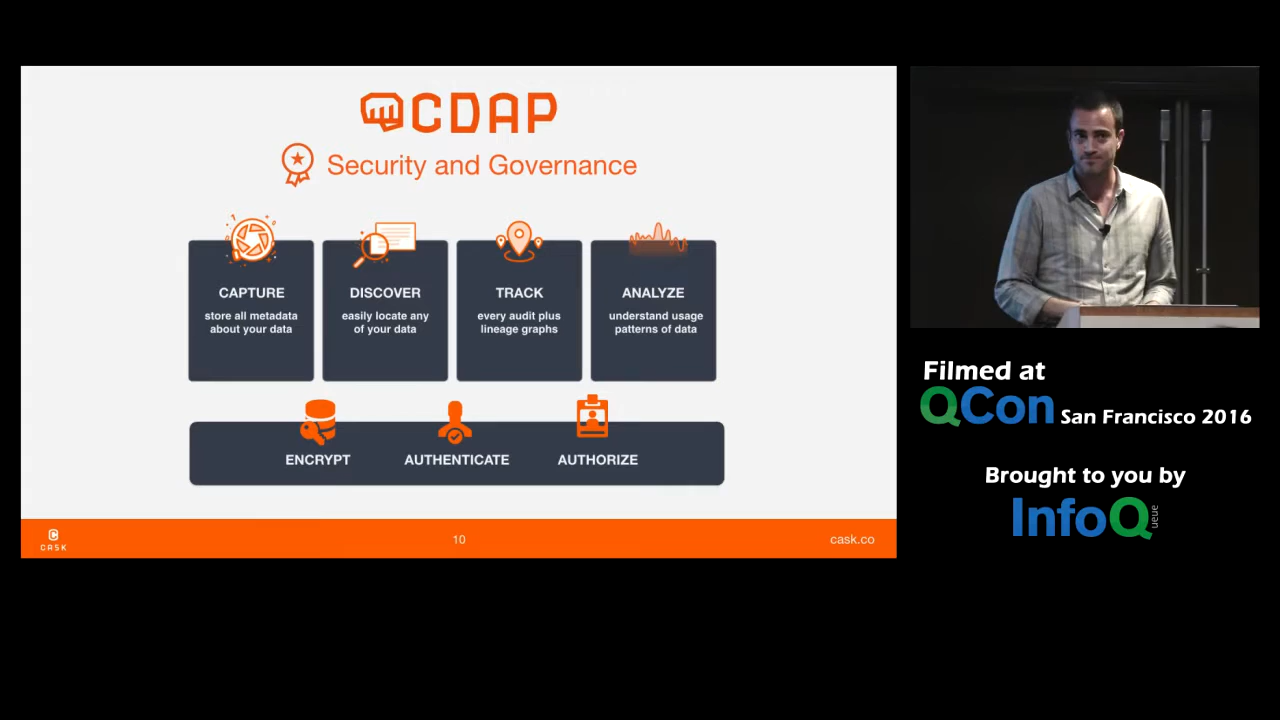 CDAP
Security and Governance
CAPTURE
store all metadata
about your data
DISCOVER
easily locate any
of your data
TRACK
every audit plus
lineage graphs
ANALYZE
understand usage
patterns of data
ENCRYPT
AUTHENTICATE
AUTHORIZE
CASK
10
cask.co
Filmed at
QCon San Francisco 2016
Brought to you by
InfoQueue